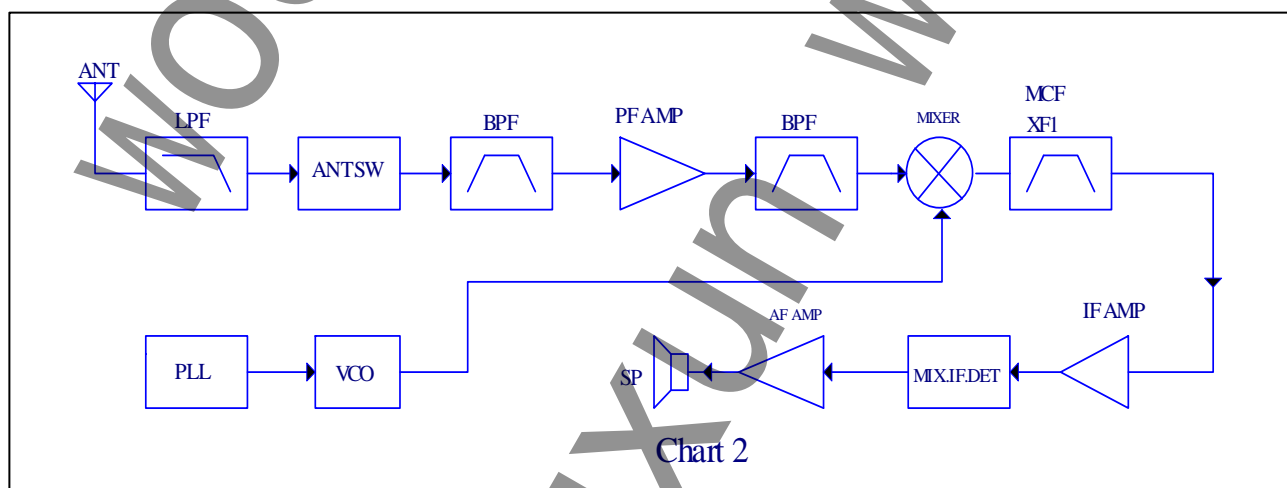 ANT
LPF
ANTSW
BPF
PF AMP
BPF
MIXER
MCF
XF1
PLL
VCO
SP
AF AMP
MIX.IF.DET
IF AMP
Chart 2